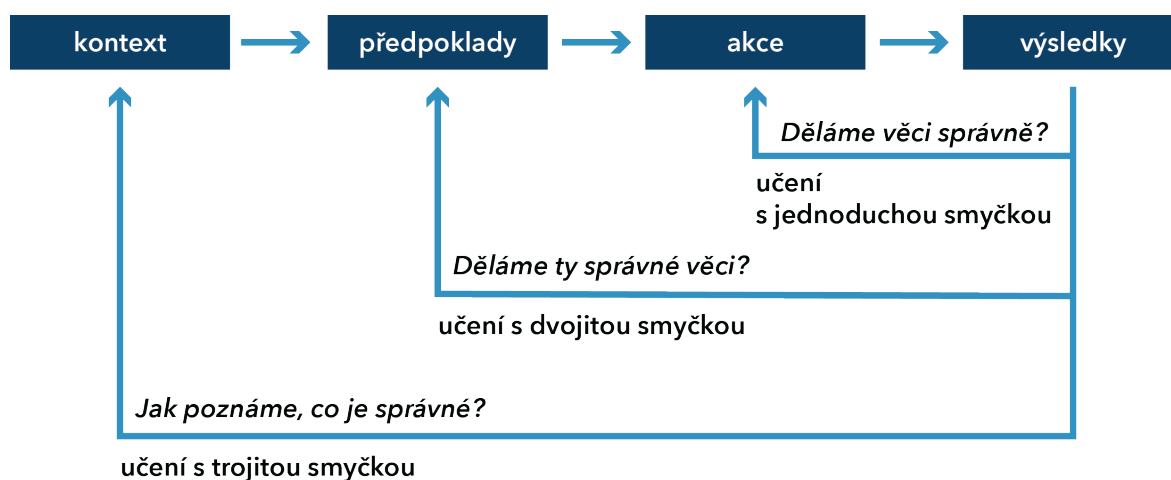 kontext
předpoklady
akce
výsledky
Děláme věci správně?
učení
s jednoduchou smyčkou
Děláme ty správné věci?
učení s dvojitou smyčkou
Jak poznáme, co je správné?
učení s trojitou smyčkou